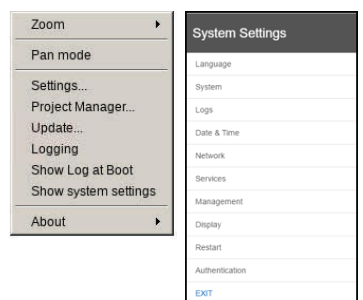 Zoom
Pan mode
Settings...
Project Manager...
Update...
Logging
Show Log at Boot
Show system settings
About
System Settings
Language
System
Logs
Date & Time
Network
Services
Management
Display
Restart
Authentication
EXIT